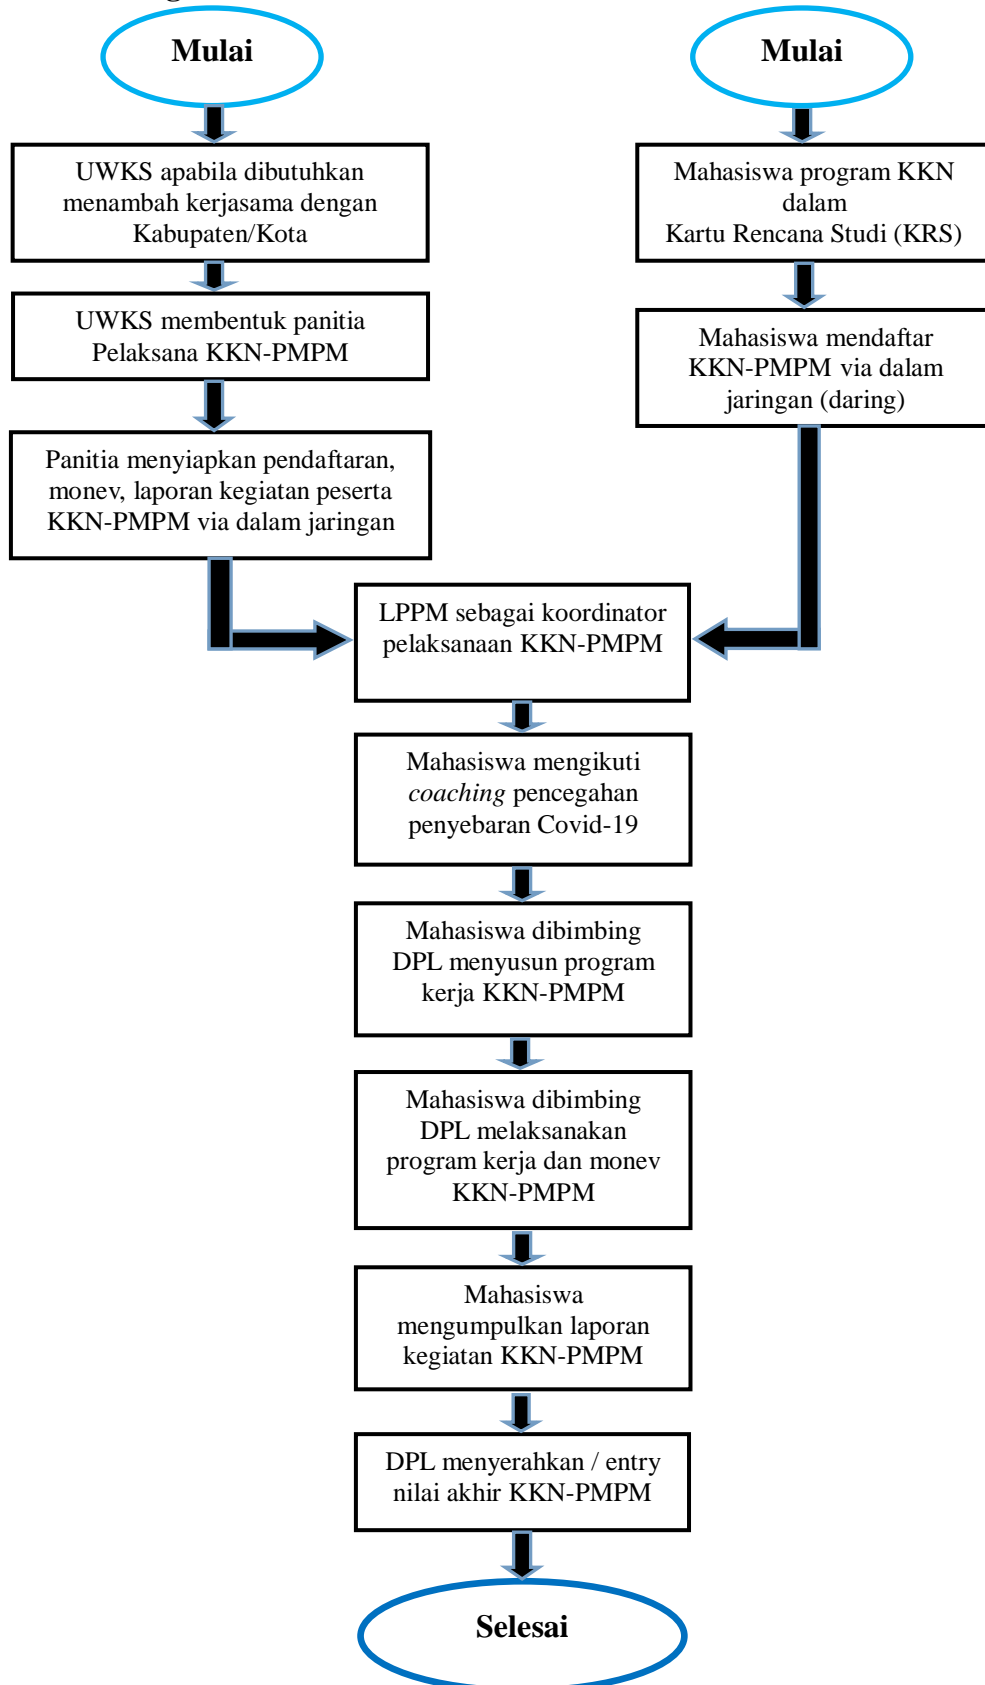 Mulai
UWKS apabila dibutuhkan
menambah kerjasama dengan
Kabupaten/Kota
UWKS membentuk panitia
Pelaksana KKN-PMPM
Panitia menyiapkan pendaftaran,
monev, laporan kegiatan peserta
KKN-PMPM via dalam jaringan
Mulai
Mahasiswa program KKN
dalam
Kartu Rencana Studi (KRS)
Mahasiswa mendaftar
KKN-PMPM via dalam
jaringan (daring)
LPPM sebagai koordinator
pelaksanaan KKN-PMPM
Mahasiswa mengikuti
coaching pencegahan
penyebaran Covid-19
Mahasiswa dibimbing
DPL menyusun program
kerja KKN-PMPM
Mahasiswa dibimbing
DPL melaksanakan
program kerja dan monev
KKN-PMPM
Mahasiswa
mengumpulkan laporan
kegiatan KKN-PMPM
DPL menyerahkan / entry
nilai akhir KKN-PMPM
Selesai